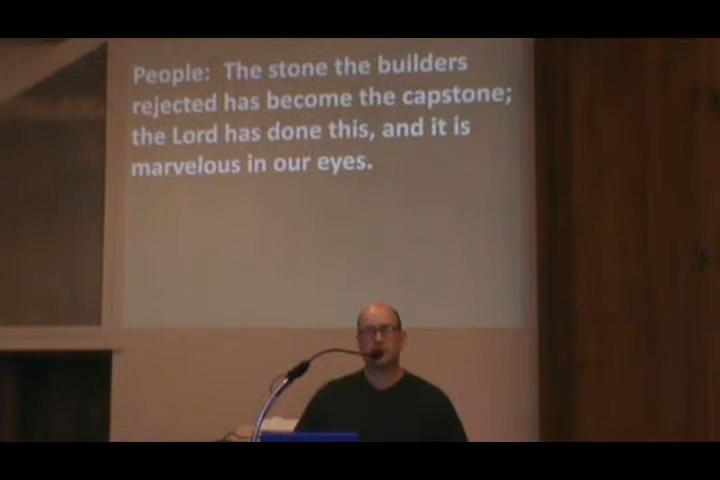 People:  The stone the builders
rejected has become the capstone;
the Lord has done this, and it is
marvelous in our eyes.